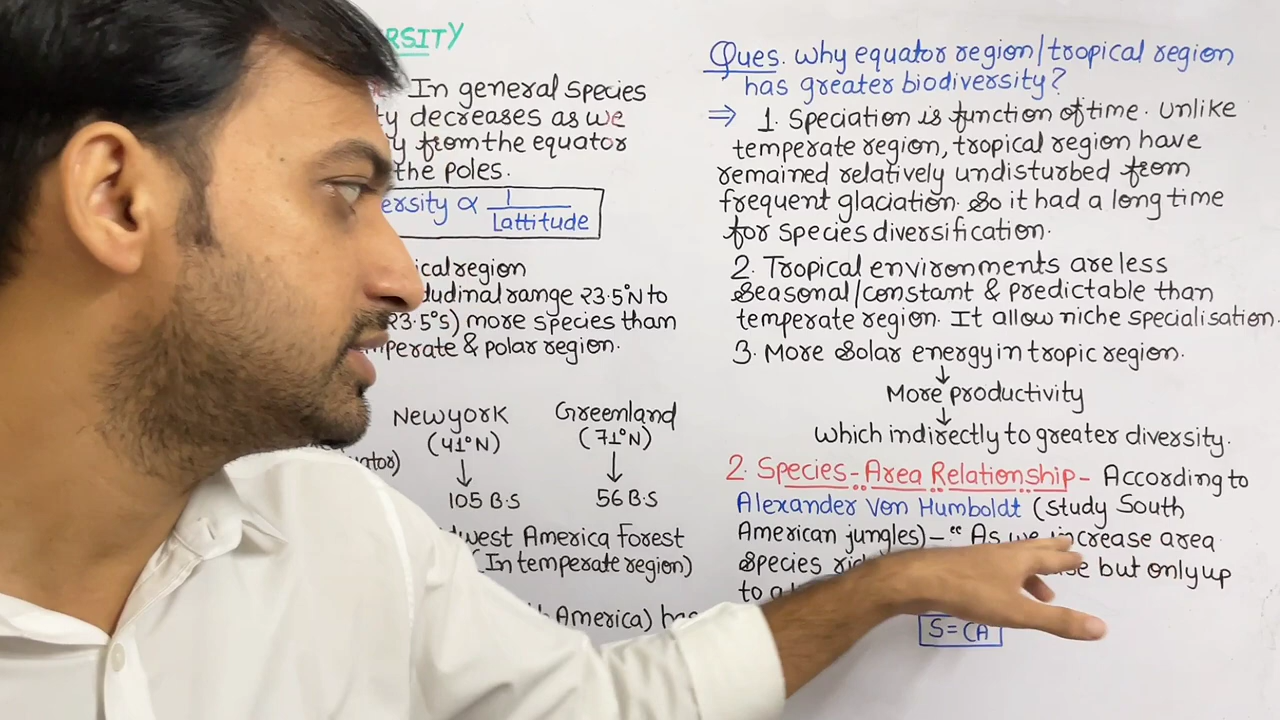 RSITY
In general species
y decreases as we
y from the equator
the poles.
ersity ∝ 1/Lattitude
ical region
dudinal range 23.5°N to
23.5°S) more species than
mperate & polar region.
Newyork
Greenland
(41°N)
(71°N)
ator)
↓
↓
105 B.S
56 B.S
west America Forest
(In temperate region)
America) has
Ques. why equator region/tropical region
has greater biodiversity?
⇒ 1. Speciation is function of time. Unlike
temperate region, tropical region have
remained relatively undisturbed from
frequent glaciation. So it had a long time
for species diversification.
2. Tropical environments are less
Seasonal/constant & predictable than
temperate region. It allow niche specialisation.
3. More Solar energy in tropic region.
↓
More productivity
↓
which indirectly to greater diversity.
2. Species-Area Relationship- According to
Alexander Von Humboldt (study South
American jungles)- " As we increase area
Species but only up
to a
S=CA